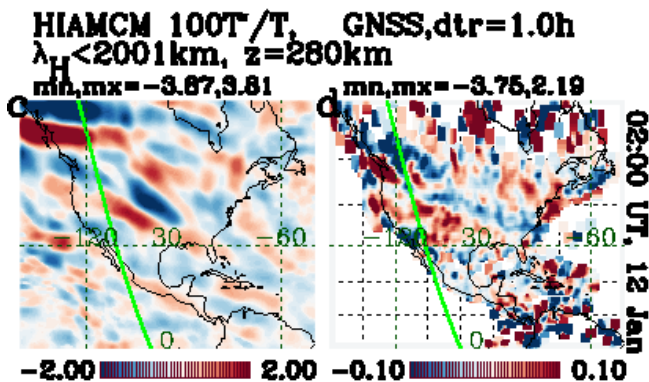 HIAMCM 100T'/T, GNSS,dtr=1.0h
λH<2001km, z=280km
mn,mx=-3.87,3.81 mn,mx=-3.75,2.19
c d
-120 30 -60 -120 30 -60
0 0
-2.00 2.00 -0.10 0.10
02:00 UT, 12 Jan